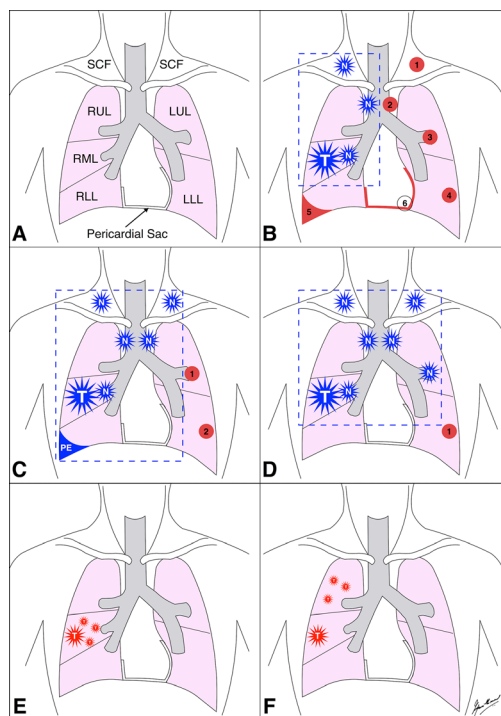 SCF SCF
RUL LUL
RML
RLL LLL
Pericardial Sac
A
N 1
N 2
3
T N
4
5 6
B
N N
N N
1
T N
2
PE
C
N N
N N
N
T N
1
D
T T T T
E
T T T
T
F